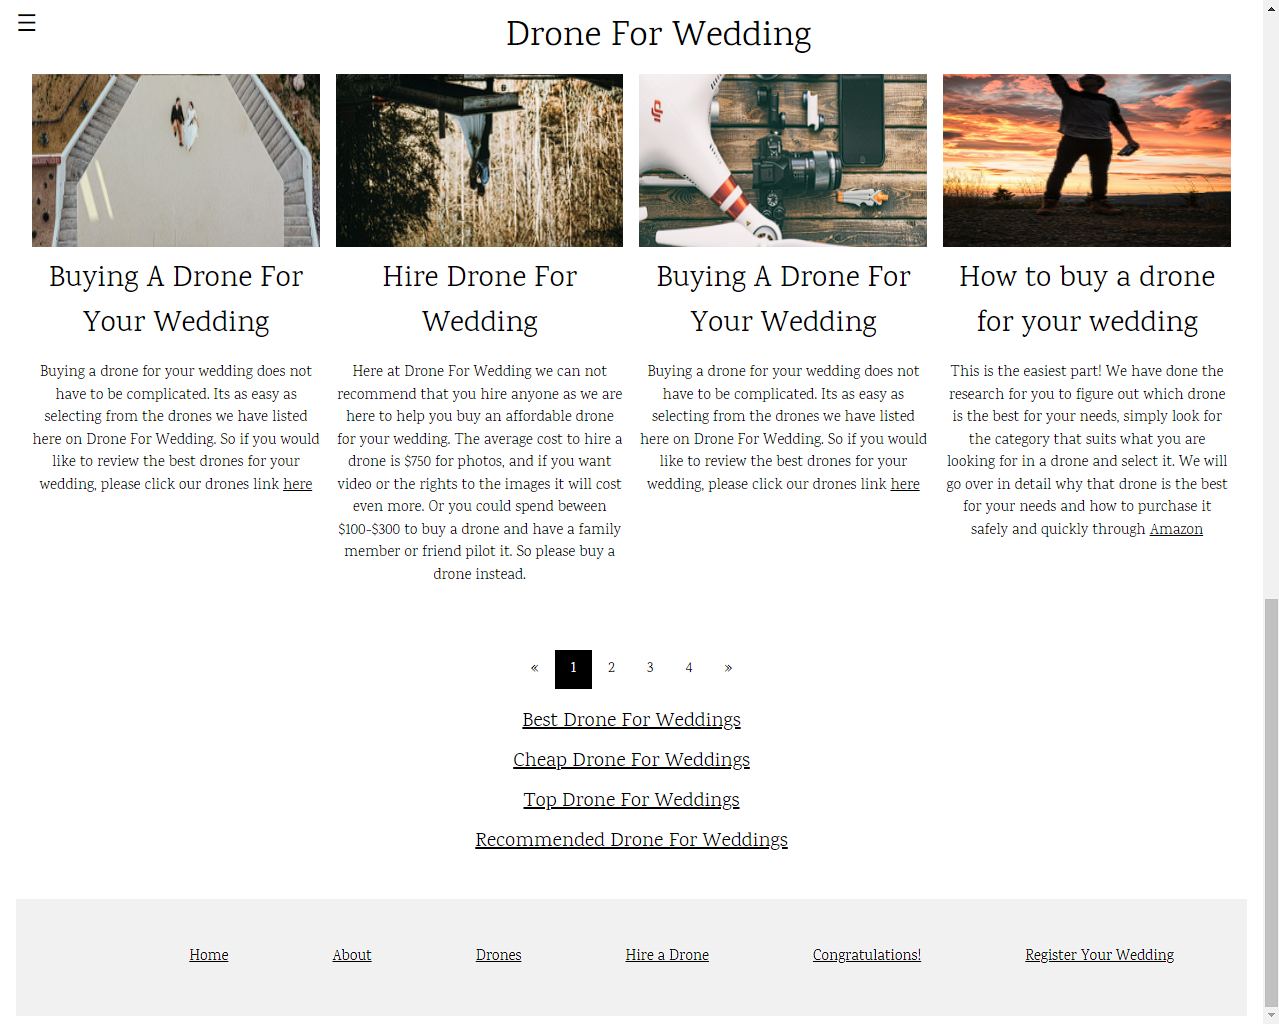 ☰
Drone For Wedding
Buying A Drone For
Your Wedding
Buying a drone for your wedding does not
have to be complicated. Its as easy as
selecting from the drones we have listed
here on Drone For Wedding. So if you would
like to review the best drones for your
wedding, please click our drones link here
Hire Drone For
Wedding
Here at Drone For Wedding we can not
recommend that you hire anyone as we are
here to help you buy an affordable drone
for your wedding. The average cost to hire a
drone is $750 for photos, and if you want
video or the rights to the images it will cost
even more. Or you could spend beween
$100-$300 to buy a drone and have a family
member or friend pilot it. So please buy a
drone instead.
Buying A Drone For
Your Wedding
Buying a drone for your wedding does not
have to be complicated. Its as easy as
selecting from the drones we have listed
here on Drone For Wedding. So if you would
like to review the best drones for your
wedding, please click our drones link here
How to buy a drone
for your wedding
This is the easiest part! We have done the
research for you to figure out which drone
is the best for your needs, simply look for
the category that suits what you are
looking for in a drone and select it. We will
go over in detail why that drone is the best
for your needs and how to purchase it
safely and quickly through Amazon
« 1 2 3 4 »
Best Drone For Weddings
Cheap Drone For Weddings
Top Drone For Weddings
Recommended Drone For Weddings
Home About Drones Hire a Drone Congratulations! Register Your Wedding